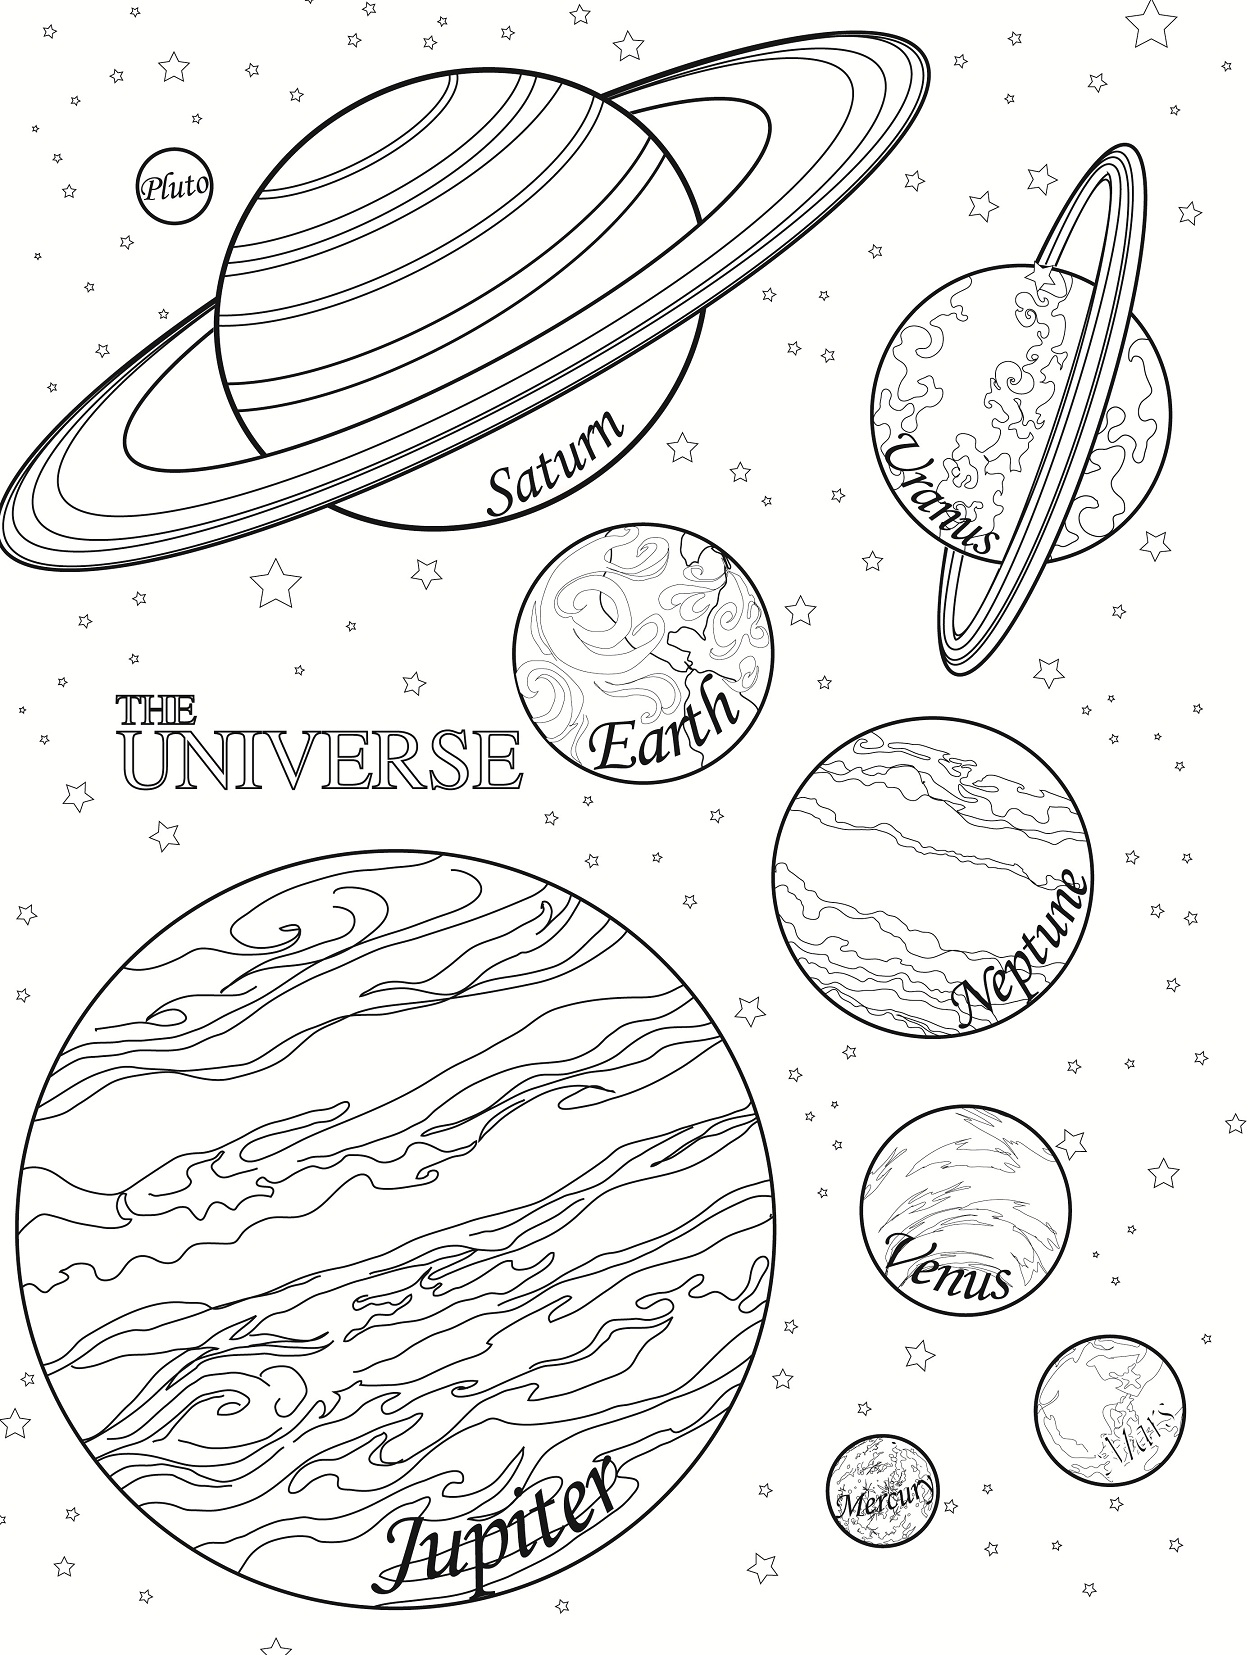 Pluto
Saturn
Uranus
Earth
THE
UNIVERSE
Neptune
Jupiter
Venus
Mars
Mercury